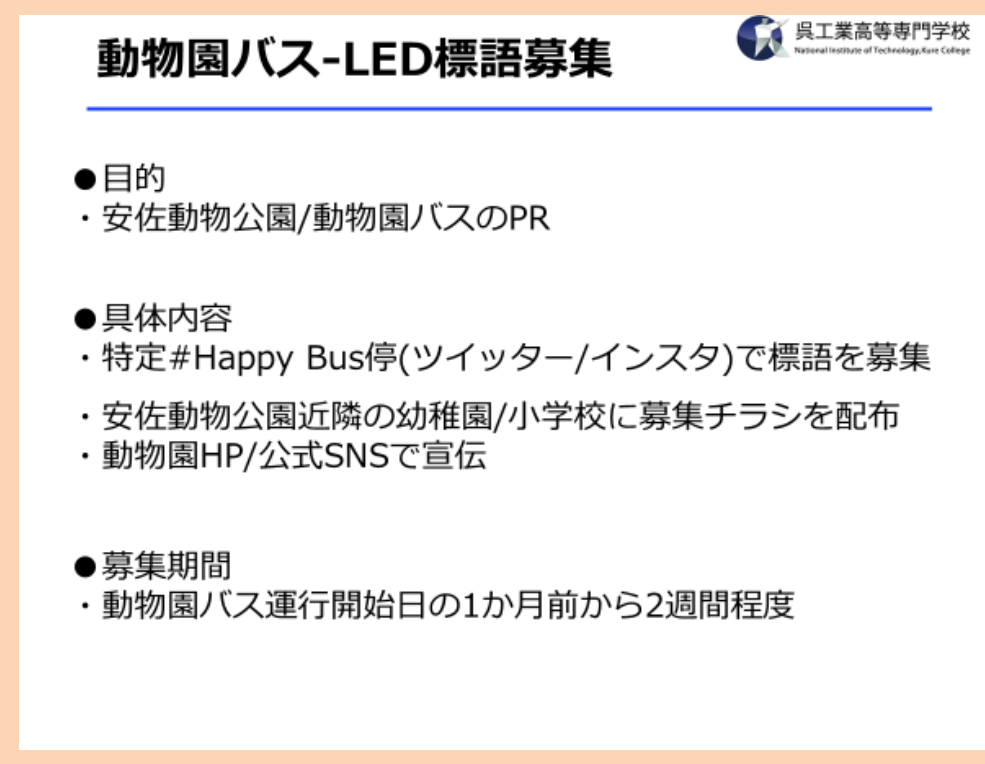 動物園バス-LED標語募集
呉工業高等専門学校
National Institute of Technology,Kure College
●目的
・安佐動物公園/動物園バスのPR
●具体内容
・特定#Happy Bus停(ツイッター/インスタ)で標語を募集
・安佐動物公園近隣の幼稚園/小学校に募集チラシを配布
・動物園HP/公式SNSで宣伝
●募集期間
・動物園バス運行開始日の1か月前から2週間程度